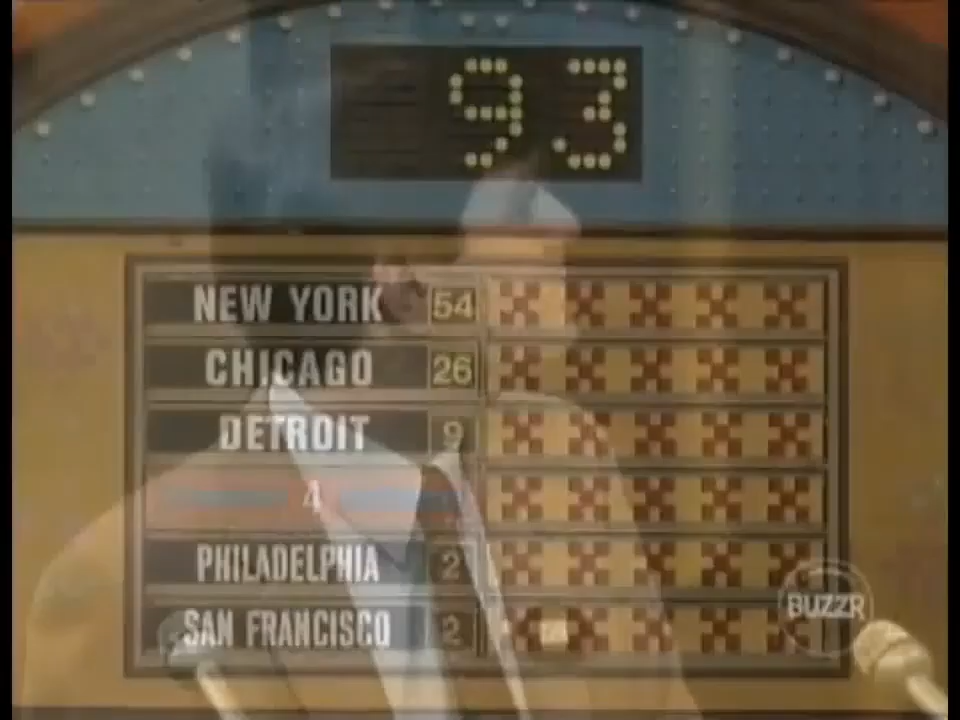 93
NEW YORK 54
CHICAGO 26
DETROIT 9
4
PHILADELPHIA 2
SAN FRANCISCO 2
BUZZR